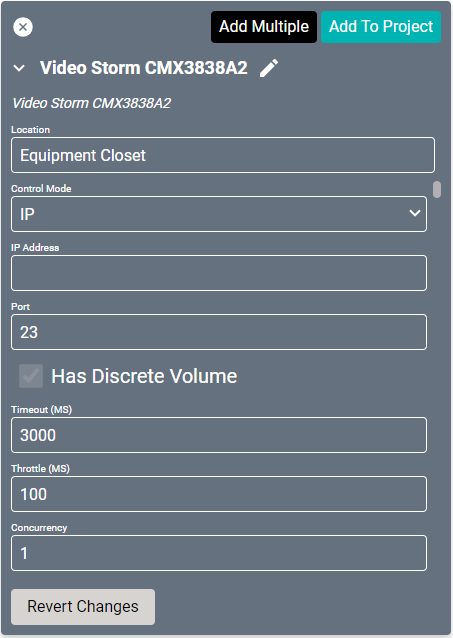 Add Multiple
Add To Project
Video Storm CMX3838A2
Video Storm CMX3838A2
Location
Equipment Closet
Control Mode
IP
IP Address
Port
23
Has Discrete Volume
Timeout (MS)
3000
Throttle (MS)
100
Concurrency
1
Revert Changes